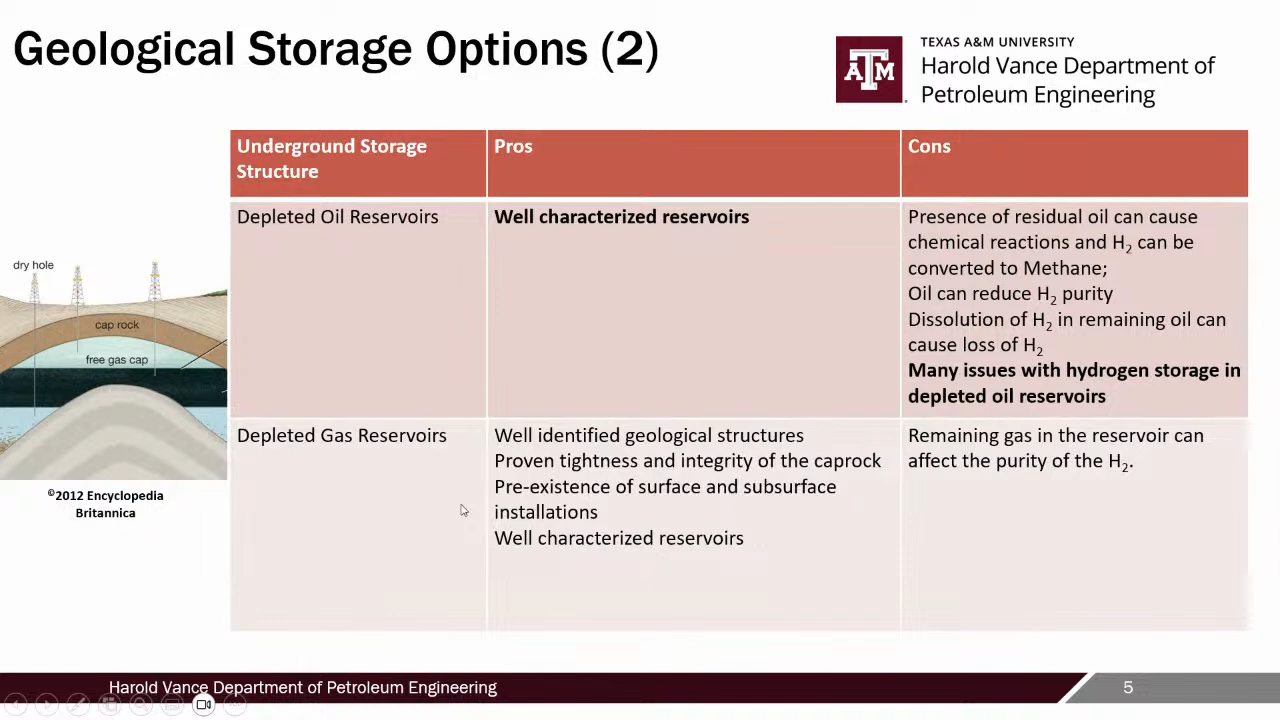 Geological Storage Options (2)
TEXAS A&M UNIVERSITY
Harold Vance Department of
Petroleum Engineering
A̲T̲M
Underground Storage
Structure
Pros
Cons
Depleted Oil Reservoirs
Well characterized reservoirs
Presence of residual oil can cause
chemical reactions and H₂ can be
converted to Methane;
Oil can reduce H₂ purity
Dissolution of H₂ in remaining oil can
cause loss of H₂
Many issues with hydrogen storage in
depleted oil reservoirs
Depleted Gas Reservoirs
Well identified geological structures
Proven tightness and integrity of the caprock
Pre-existence of surface and subsurface
installations
Well characterized reservoirs
Remaining gas in the reservoir can
affect the purity of the H₂.
dry hole
cap rock
free gas cap
©2012 Encyclopedia
Britannica
Harold Vance Department of Petroleum Engineering
5